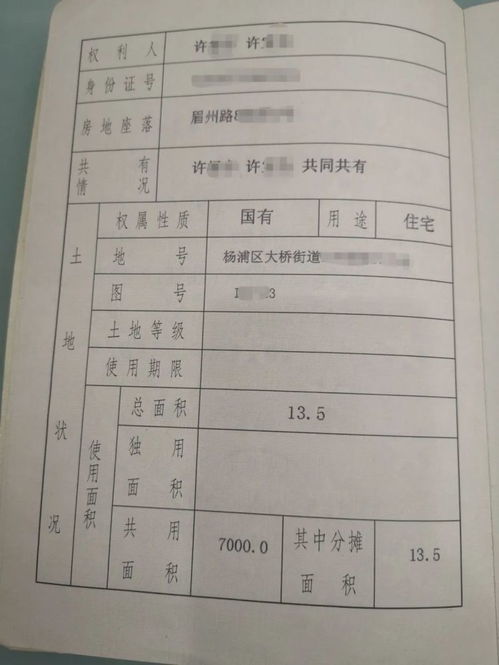 权利人 许 许
身份证号
房地座落 眉州路
共有情况 许 许 共同共有
土地状况
权属性质 国有 用途 住宅
地号 杨浦区大桥街道
图号 3
土地等级
使用期限
使用面积
总面积 13.5
独用面积
共用面积 7000.0 其中分摊面积 13.5